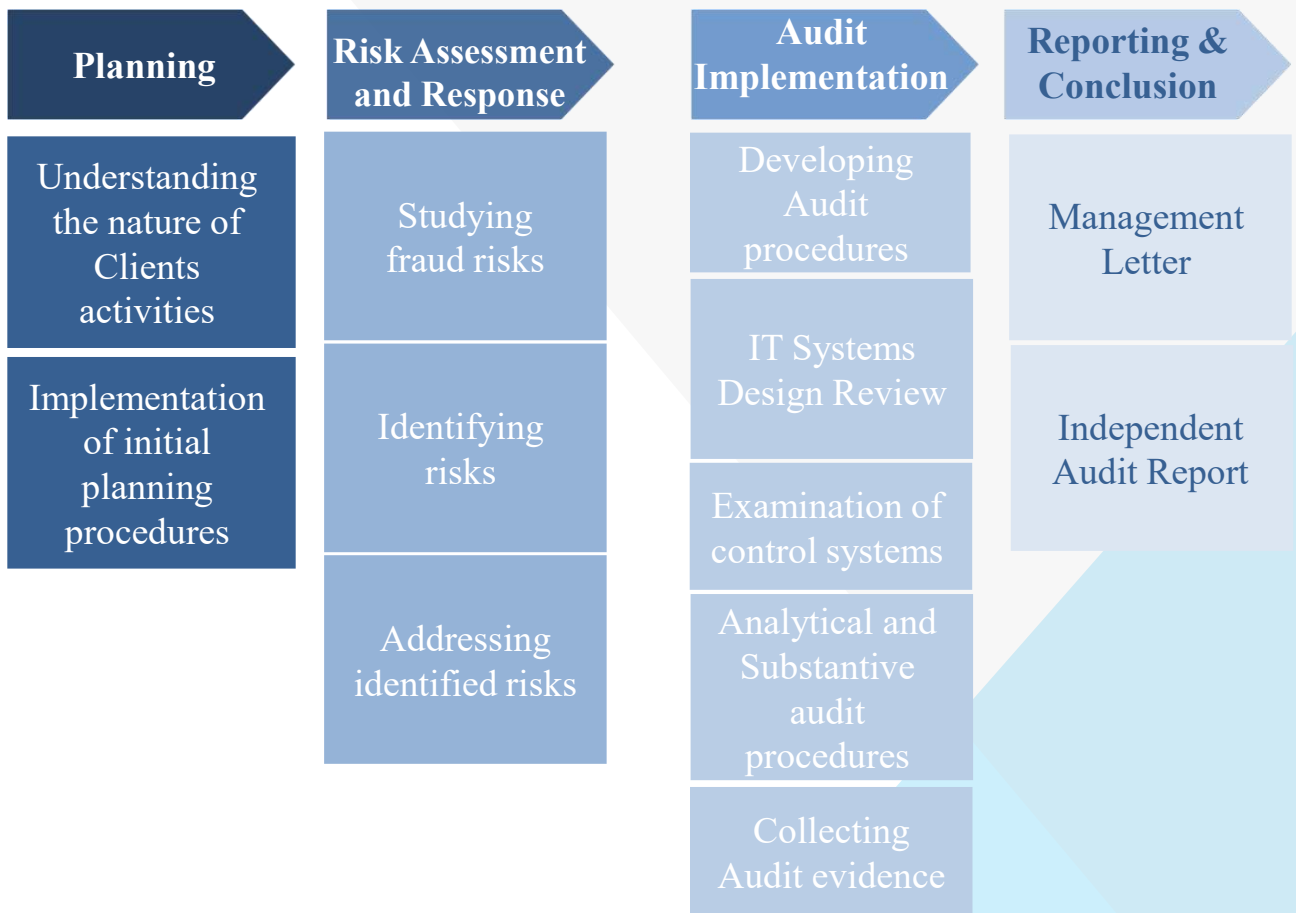 Planning
Understanding
the nature of
Clients
activities
Implementation
of initial
planning
procedures
Risk Assessment
and Response
Studying
fraud risks
Identifying
risks
Addressing
identified risks
Audit
Implementation
Developing
Audit
procedures
IT Systems
Design Review
Examination of
control systems
Analytical and
Substantive
audit
procedures
Collecting
Audit evidence
Reporting &
Conclusion
Management
Letter
Independent
Audit Report